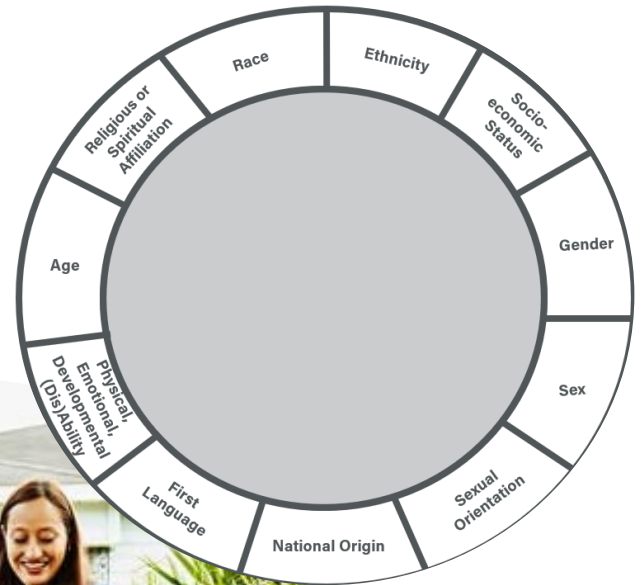 Race
Ethnicity
Socio-
economic
Status
Gender
Sex
Sexual
Orientation
National Origin
First
Language
Physical,
Emotional,
Developmental
(Dis)Ability
Age
Religious or
Spiritual
Affiliation